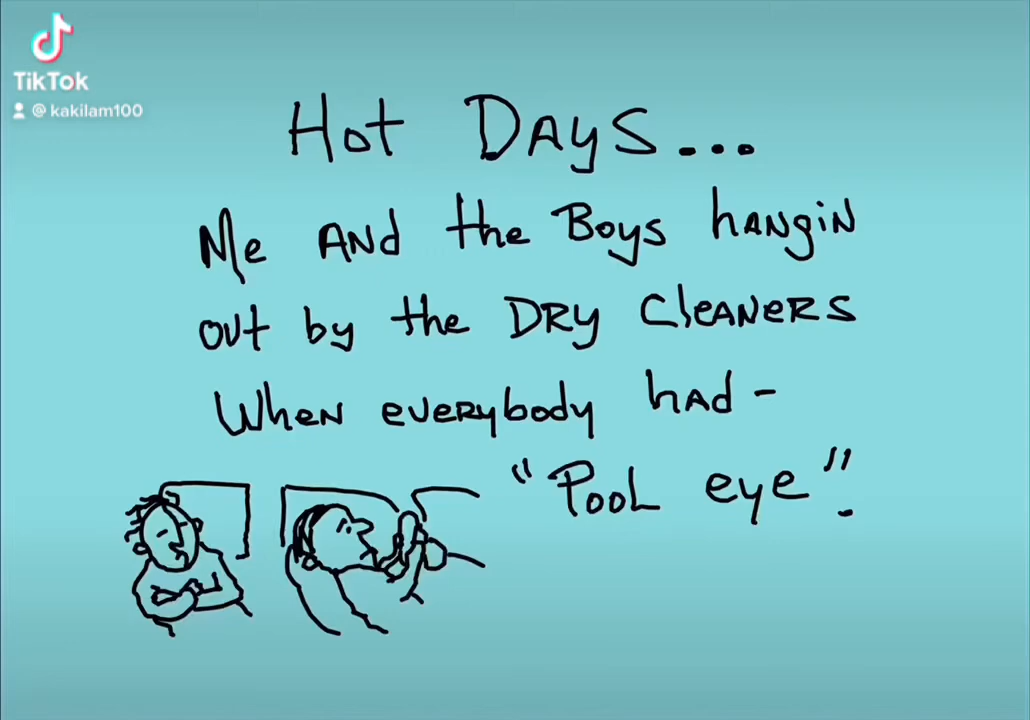 TikTok
@ kakilam100
Hot DAYS...
Me AND the Boys hANgiN
out by the DRY CleANeRS
WheN eveRybody hAD -
"PooL eye".